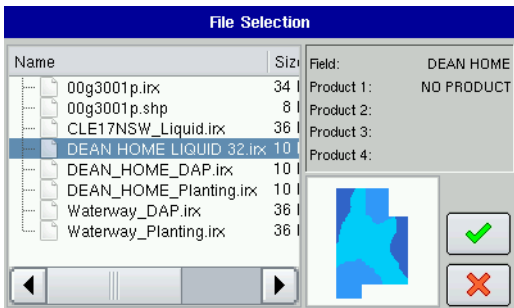 File Selection
Name Siz
00g3001p.irx 34
00g3001p.shp 8
CLE17NSW_Liquid.irx 36
DEAN HOME LIQUID 32.irx 10
DEAN_HOME_DAP.irx 10
DEAN_HOME_Planting.irx 10
Waterway_DAP.irx 36
Waterway_Planting.irx 36
Field: DEAN HOME
Product 1: NO PRODUCT
Product 2:
Product 3:
Product 4: